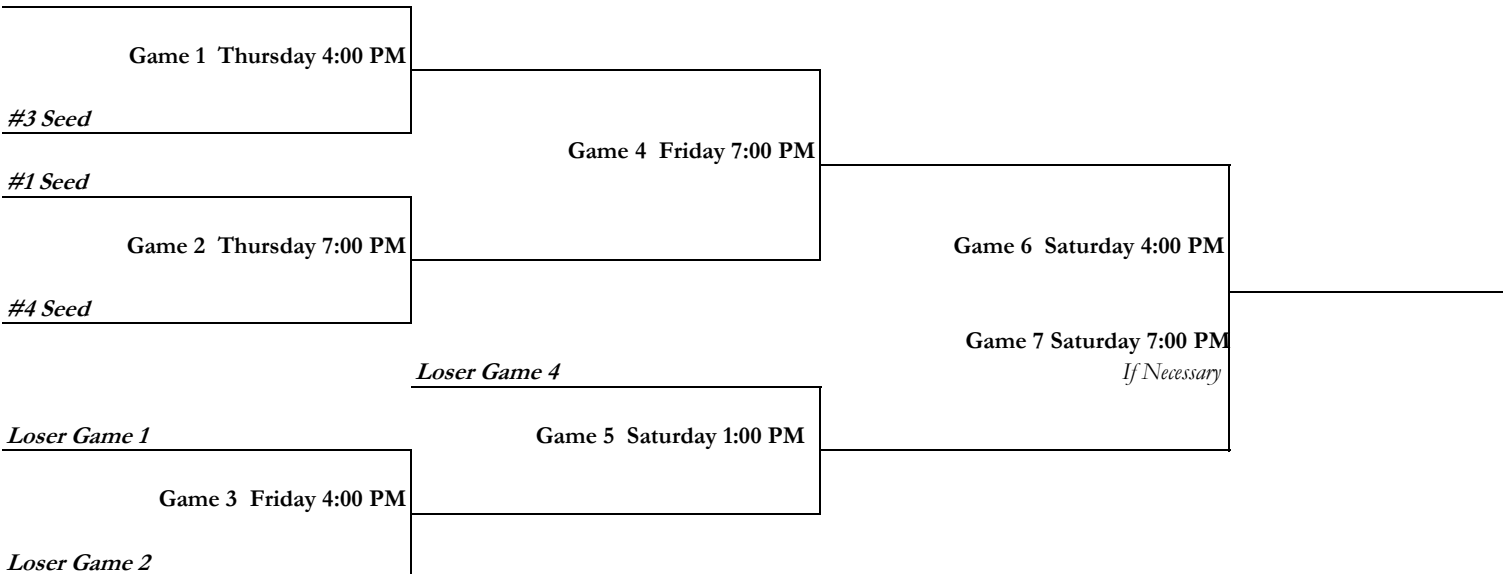 Game 1 Thursday 4:00 PM
#3 Seed
Game 4 Friday 7:00 PM
#1 Seed
Game 2 Thursday 7:00 PM
Game 6 Saturday 4:00 PM
#4 Seed
Game 7 Saturday 7:00 PM
If Necessary
Loser Game 4
Loser Game 1
Game 5 Saturday 1:00 PM
Game 3 Friday 4:00 PM
Loser Game 2